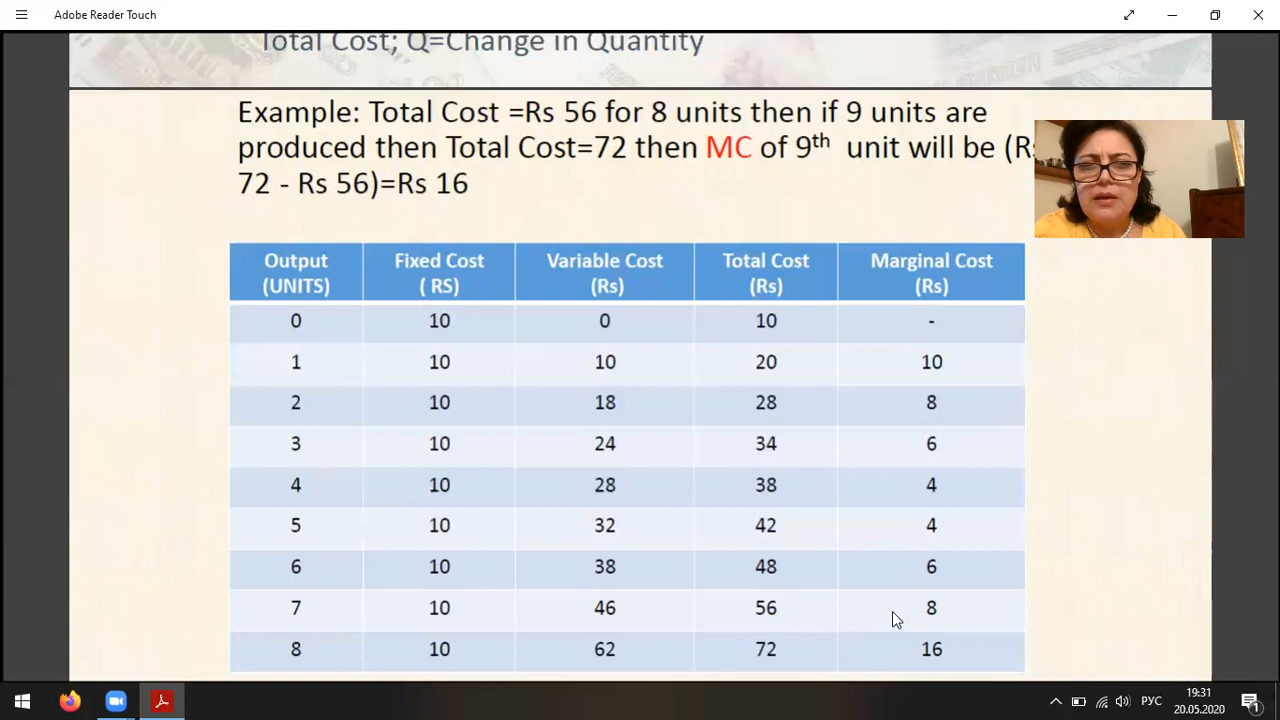 Adobe Reader Touch
Total Cost; Q=Change in Quantity
Example: Total Cost =Rs 56 for 8 units then if 9 units are
produced then Total Cost=72 then MC of 9th unit will be (Rs
72 - Rs 56)=Rs 16
Output (UNITS) Fixed Cost ( RS) Variable Cost (Rs) Total Cost (Rs) Marginal Cost (Rs)
0 10 0 10 -
1 10 10 20 10
2 10 18 28 8
3 10 24 34 6
4 10 28 38 4
5 10 32 42 4
6 10 38 48 6
7 10 46 56 8
8 10 62 72 16
РУС
19:31
20.05.2020
1